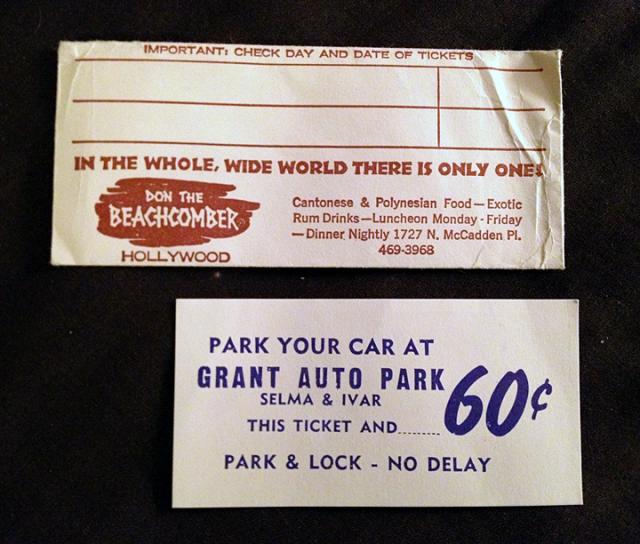 IMPORTANT: CHECK DAY AND DATE OF TICKETS
IN THE WHOLE, WIDE WORLD THERE IS ONLY ONE!
DON THE
BEACHCOMBER
HOLLYWOOD
Cantonese & Polynesian Food — Exotic
Rum Drinks — Luncheon Monday - Friday
— Dinner Nightly 1727 N. McCadden Pl.
469-3968
PARK YOUR CAR AT
GRANT AUTO PARK
SELMA & IVAR
THIS TICKET AND........ 60¢
PARK & LOCK - NO DELAY